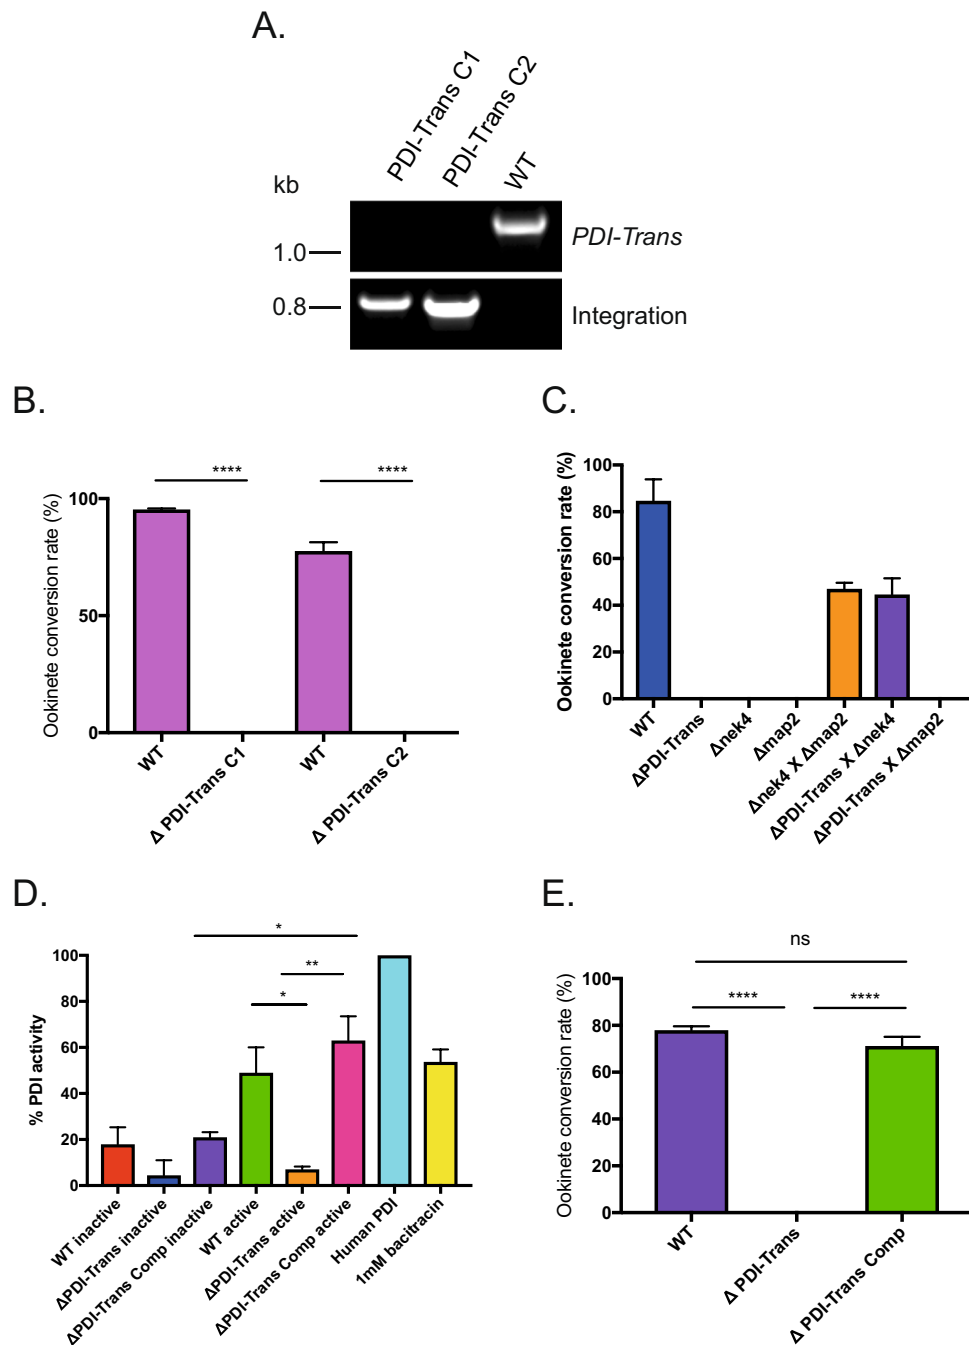 A.
PDI-Trans C1
PDI-Trans C2
WT
kb
1.0
PDI-Trans
0.8
Integration
B.
Ookinete conversion rate (%)
100
50
0
****
****
WT
Δ PDI-Trans C1
WT
Δ PDI-Trans C2
C.
Ookinete conversion rate (%)
100
80
60
40
20
0
WT
ΔPDI-Trans
Δnek4
Δmap2
Δnek4 X Δmap2
ΔPDI-Trans X Δnek4
ΔPDI-Trans X Δmap2
D.
% PDI activity
100
80
60
40
20
0
*
**
*
WT inactive
ΔPDI-Trans inactive
ΔPDI-Trans Comp inactive
WT active
ΔPDI-Trans active
ΔPDI-Trans Comp active
Human PDI
1mM bacitracin
E.
Ookinete conversion rate (%)
100
80
60
40
20
0
ns
****
****
WT
Δ PDI-Trans
Δ PDI-Trans Comp